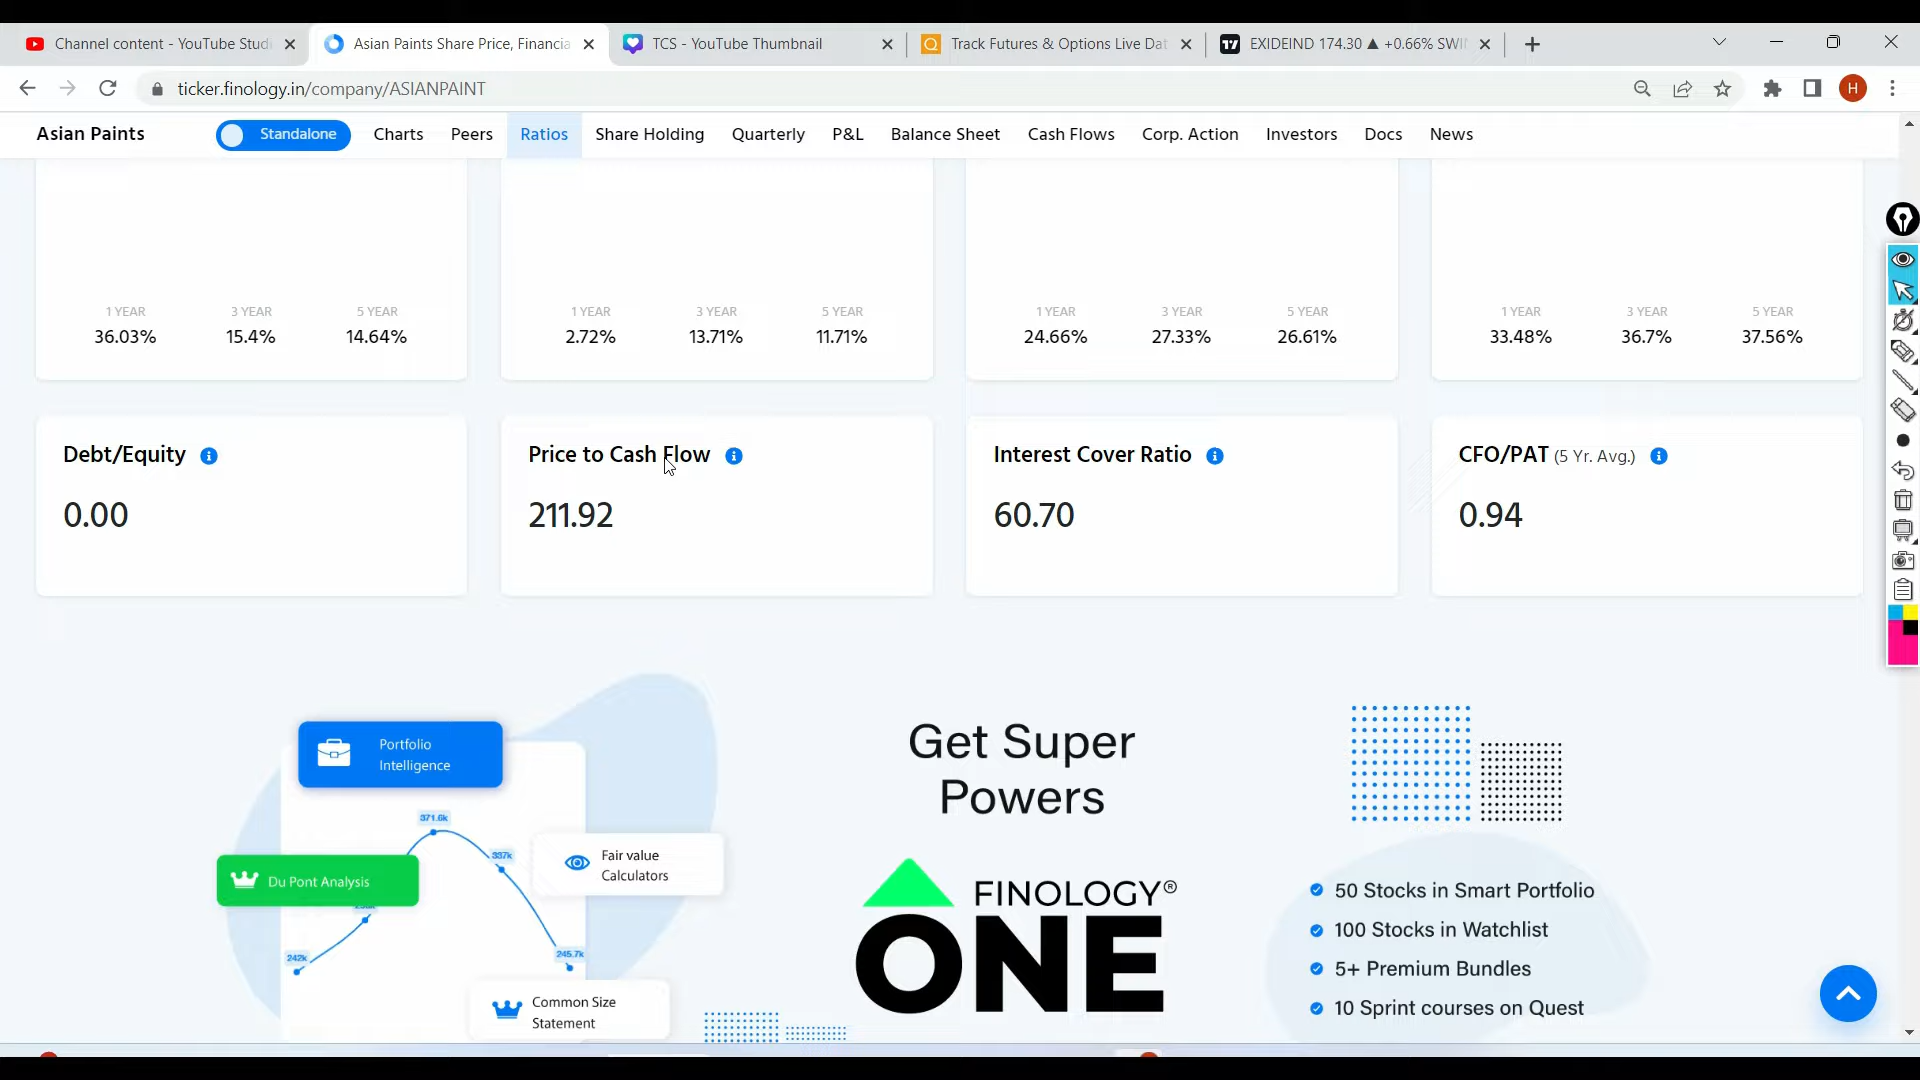 Channel content - YouTube Stud
Asian Paints Share Price, Financia
TCS - YouTube Thumbnail
Track Futures & Options Live Dat
EXIDEIND 174.30 ▲ +0.66% SWI
ticker.finology.in/company/ASIANPAINT
H
Asian Paints
Standalone
Charts
Peers
Ratios
Share Holding
Quarterly
P&L
Balance Sheet
Cash Flows
Corp. Action
Investors
Docs
News
1 YEAR 3 YEAR 5 YEAR
36.03% 15.4% 14.64%
1 YEAR 3 YEAR 5 YEAR
2.72% 13.71% 11.71%
1 YEAR 3 YEAR 5 YEAR
24.66% 27.33% 26.61%
1 YEAR 3 YEAR 5 YEAR
33.48% 36.7% 37.56%
Debt/Equity
0.00
Price to Cash Flow
211.92
Interest Cover Ratio
60.70
CFO/PAT (5 Yr. Avg.)
0.94
Portfolio
Intelligence
371.6k
337k
Fair value
Calculators
Du Pont Analysis
242k
245.7k
Common Size
Statement
Get Super
Powers
FINOLOGY®
ONE
50 Stocks in Smart Portfolio
100 Stocks in Watchlist
5+ Premium Bundles
10 Sprint courses on Quest